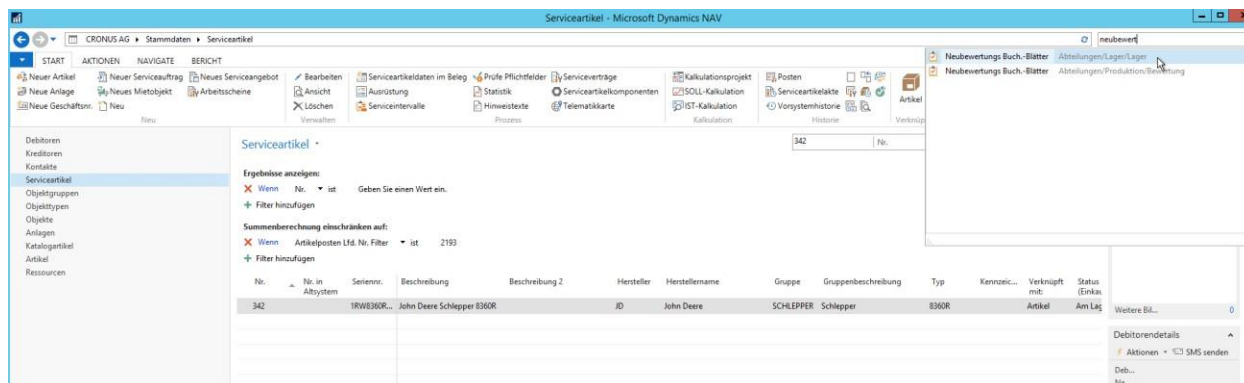 Serviceartikel - Microsoft Dynamics NAV
CRONUS AG ▸ Stammdaten ▸ Serviceartikel
neubewert
START AKTIONEN NAVIGATE BERICHT
Neubewertungs Buch.-Blätter Abteilungen/Lager/Lager
Neubewertungs Buch.-Blätter Abteilungen/Produktion/Bewertung
Neuer Artikel Neuer Serviceauftrag Neues Serviceangebot Bearbeiten Serviceartikeldaten im Beleg Prüfe Pflichtfelder Serviceverträge Kalkulationsprojekt Posten
Neue Anlage Neues Mietobjekt Arbeitsscheine Ansicht Ausrüstung Statistik Serviceartikelkomponenten SOLL-Kalkulation Serviceartikelakte Artikel
Neue Geschäftsnr. Neu Löschen Serviceintervalle Hinweistexte Telematikkarte IST-Kalkulation Vorsystemhistorie
Neu Verwalten Prozess Kalkulation Historie Verknüp
Debitoren
Kreditoren
Kontakte
Serviceartikel
Objektgruppen
Objekttypen
Objekte
Anlagen
Katalogartikel
Artikel
Ressourcen
Serviceartikel
342 Nr.
Ergebnisse anzeigen:
Wenn Nr. ist Geben Sie einen Wert ein.
Filter hinzufügen
Summenberechnung einschränken auf:
Wenn Artikelposten Lfd. Nr. Filter ist 2193
Filter hinzufügen
Nr. Nr. in Altsystem Seriennr. Beschreibung Beschreibung 2 Hersteller Herstellername Gruppe Gruppenbeschreibung Typ Kennzeic... Verknüpft mit: Status (Einkau
342 1RW8360R... John Deere Schlepper 8360R JD John Deere SCHLEPPER Schlepper 8360R Artikel Am Lag
Weitere Bil... 0
Debitorendetails
Aktionen SMS senden
Deb...